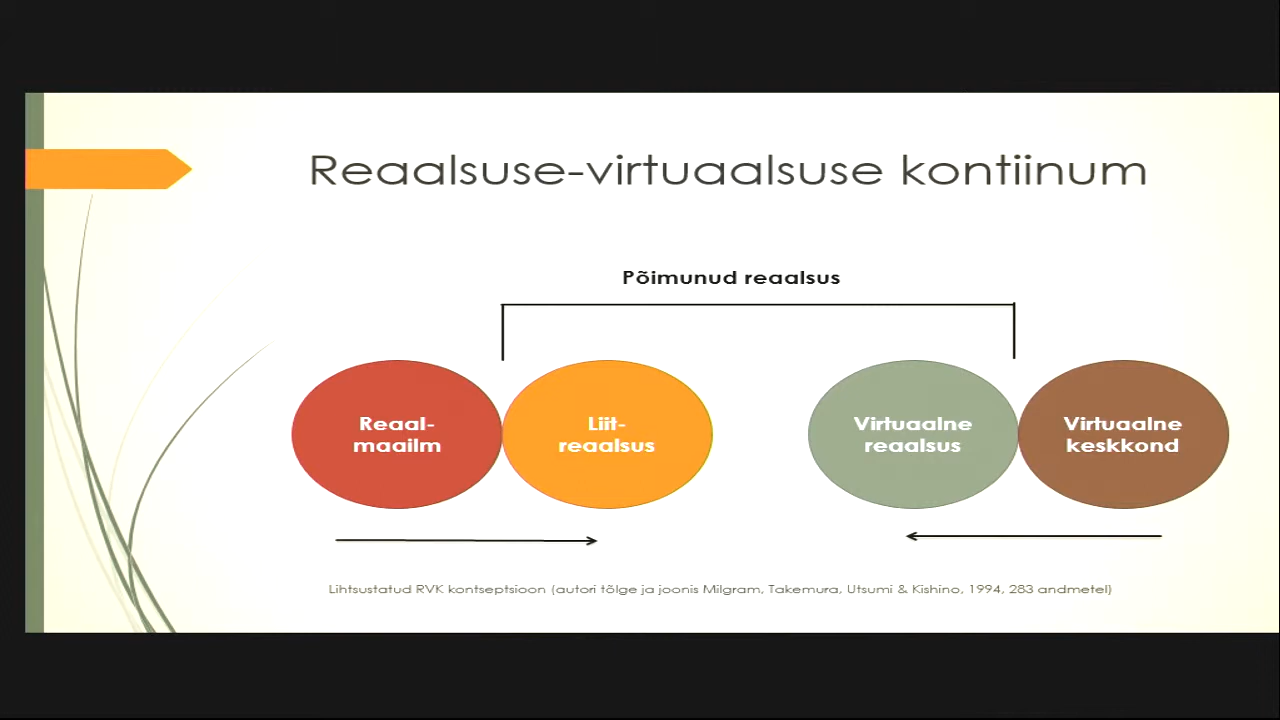 Reaalsuse-virtuaalsuse kontiinum
Põimunud reaalsus
Reaal-
maailm
Liit-
reaalsus
Virtuaalne
reaalsus
Virtuaalne
keskkond
Lihtsustatud RVK kontseptsioon (autori tõlge ja joonis Milgram, Takemura, Utsumi & Kishino, 1994, 283 andmetel)